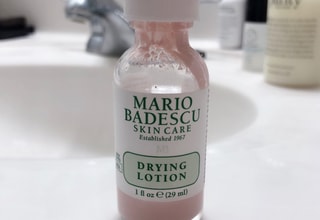 MARIO
BADESCU
SKIN CARE
Established 1967
DRYING
LOTION
1 fl oz ℮ (29 ml)